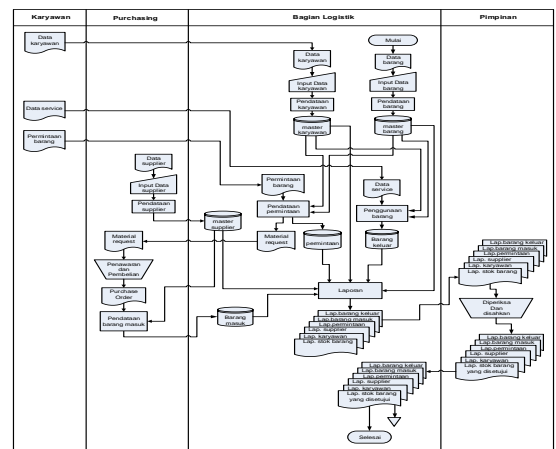 Karyawan
Purchasing
Bagian Logistik
Pimpinan
Data
karyawan
Data service
Permintaan
barang
Data
supplier
Input Data
supplier
Pendataan
supplier
Material
request
Penawaran
dan
Pembelian
Purchase
Order
Pendataan
barang masuk
Data
karyawan
Input Data
karyawan
Pendataan
karyawan
master
karyawan
Mulai
Data
barang
Input Data
barang
Pendataan
barang
master
barang
Permintaan
barang
Pendataan
permintaan
Data
service
Penggunaan
barang
master
supplier
Material
request
permintaan
Barang
keluar
Barang
masuk
Laporan
Lap.barang keluar
Lap.barang masuk
Lap.permintaan
Lap. supplier
Lap. karyawan
Lap. stok barang
Lap.barang keluar
Lap.barang masuk
Lap.permintaan
Lap. supplier
Lap. karyawan
Lap. stok barang
yang disetujui
Selesai
Lap.barang keluar
Lap.barang masuk
Lap.permintaan
Lap. supplier
Lap. karyawan
Lap. stok barang
Diperiksa
Dan
disahkan
Lap.barang keluar
Lap.barang masuk
Lap.permintaan
Lap. supplier
Lap. karyawan
Lap. stok barang
yang disetujui